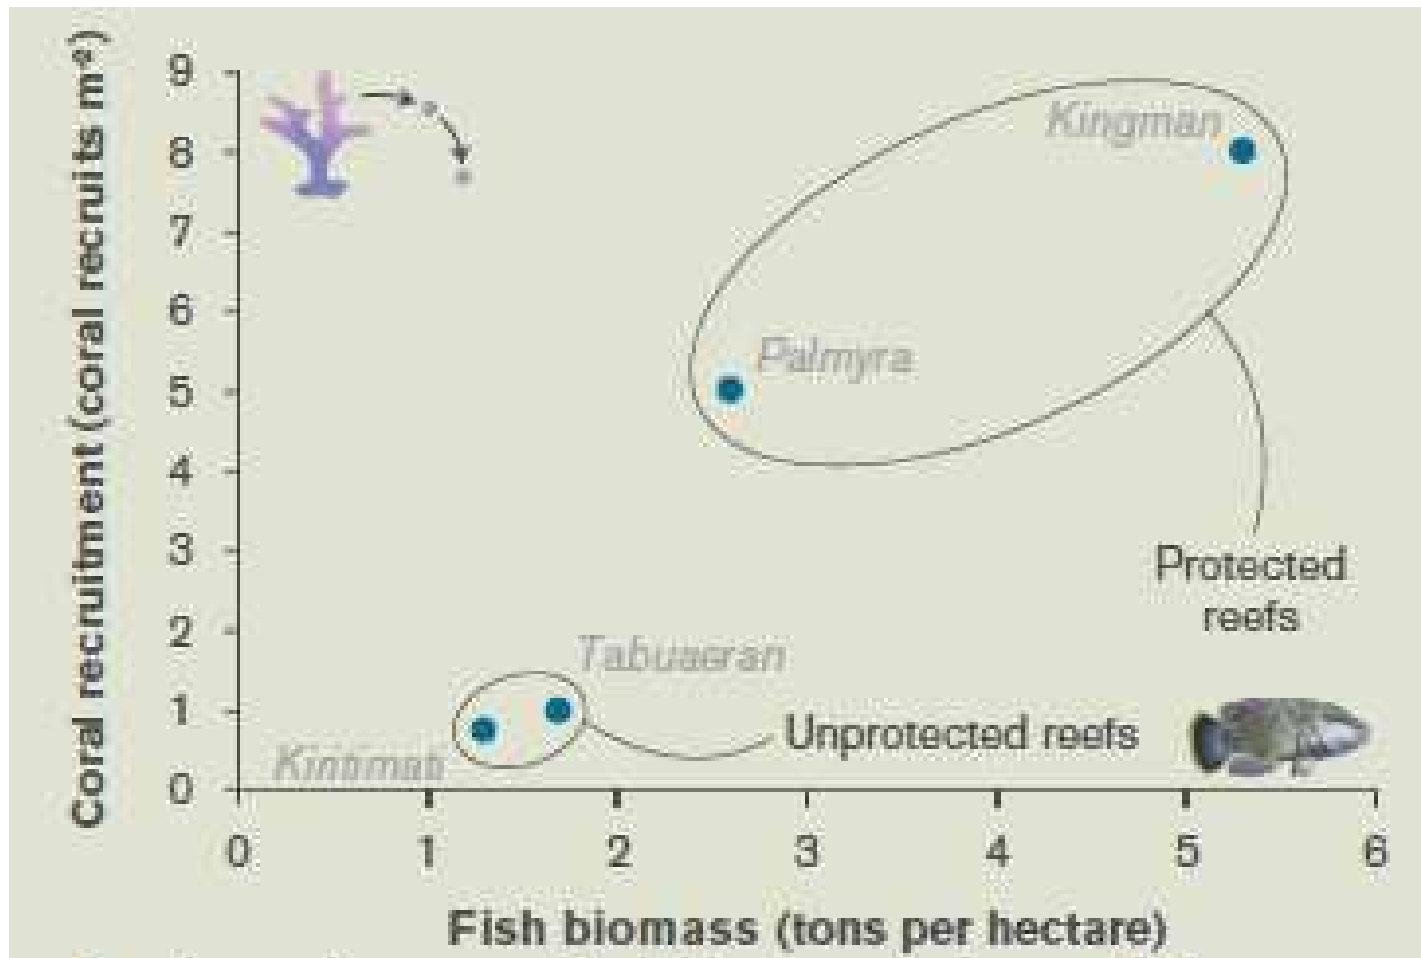 Coral recruitment (coral recruits m²)
9
8
7
6
5
4
3
2
1
0
Kingman
Palmyra
Protected
reefs
Tabuaeran
Unprotected reefs
Kiritimati
0 1 2 3 4 5 6
Fish biomass (tons per hectare)